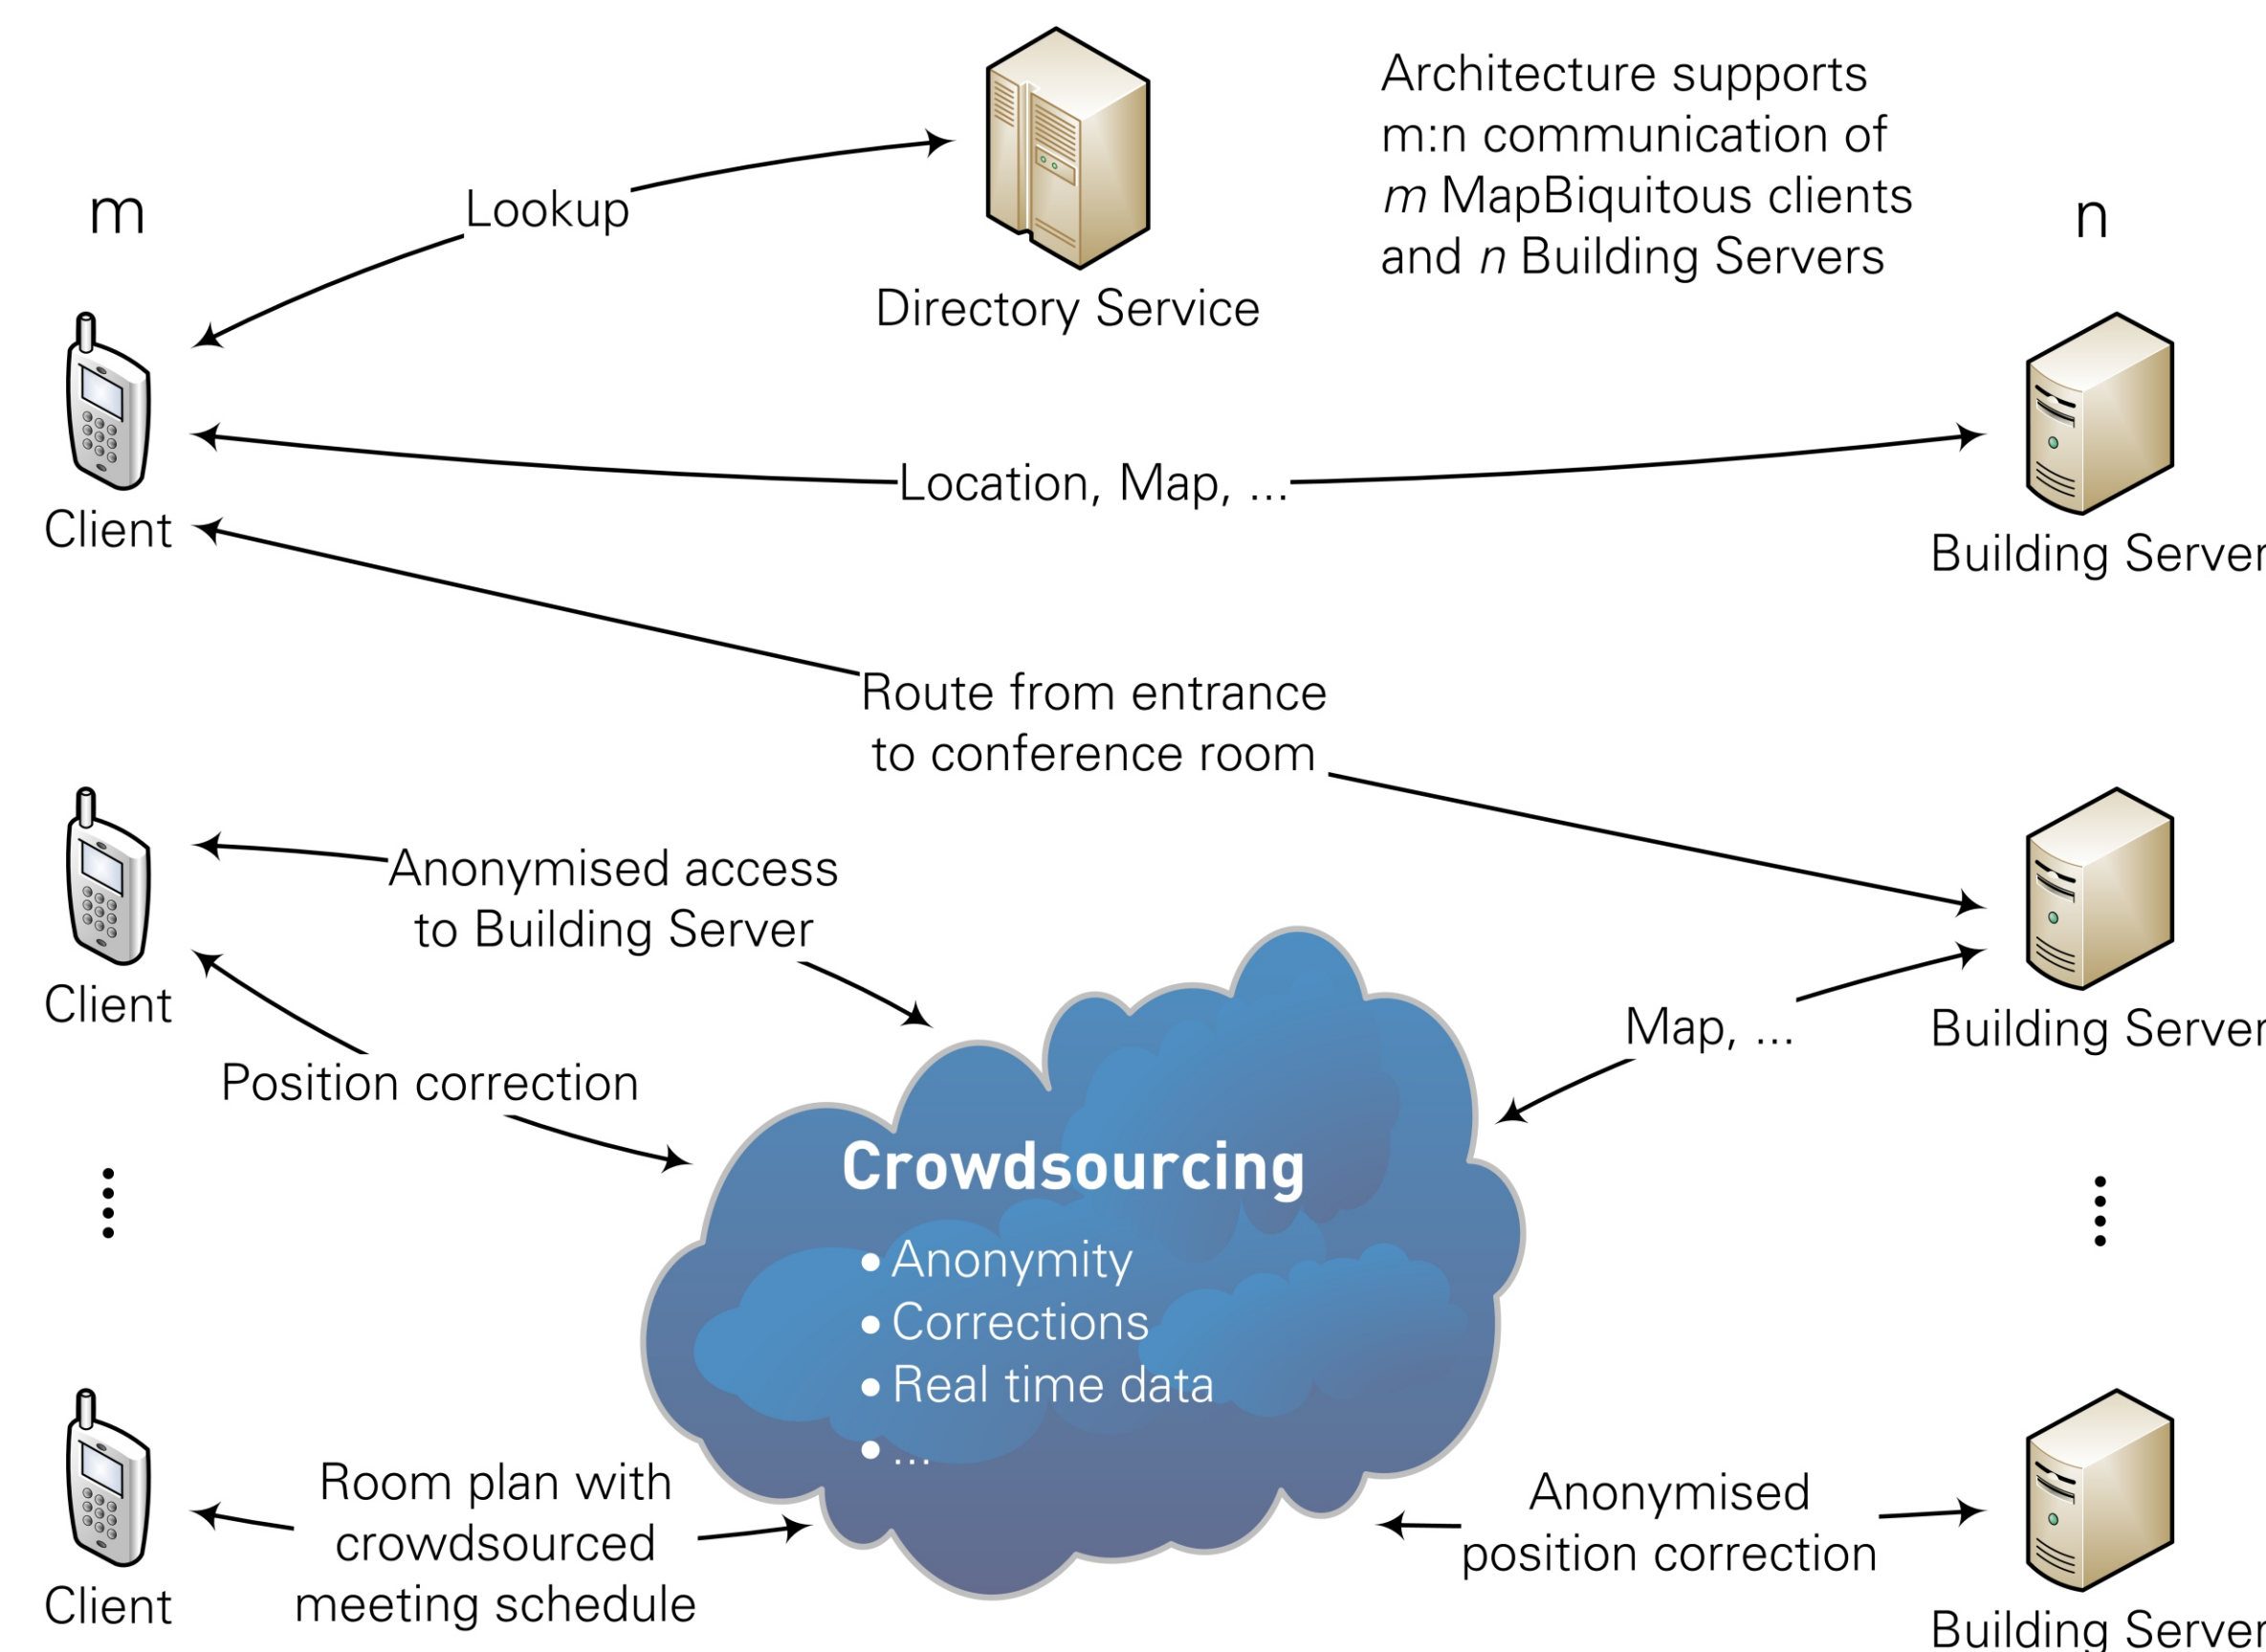 Architecture supports
m:n communication of
m MapBiquitous clients
and n Building Servers
m
Lookup
n
Directory Service
Location, Map, ...
Client
Building Server
Route from entrance
to conference room
Anonymised access
to Building Server
Client
Map, ...
Building Server
Position correction
Crowdsourcing
• Anonymity
• Corrections
• Real time data
• ...
Room plan with
crowdsourced
meeting schedule
Anonymised
position correction
Client
Building Server